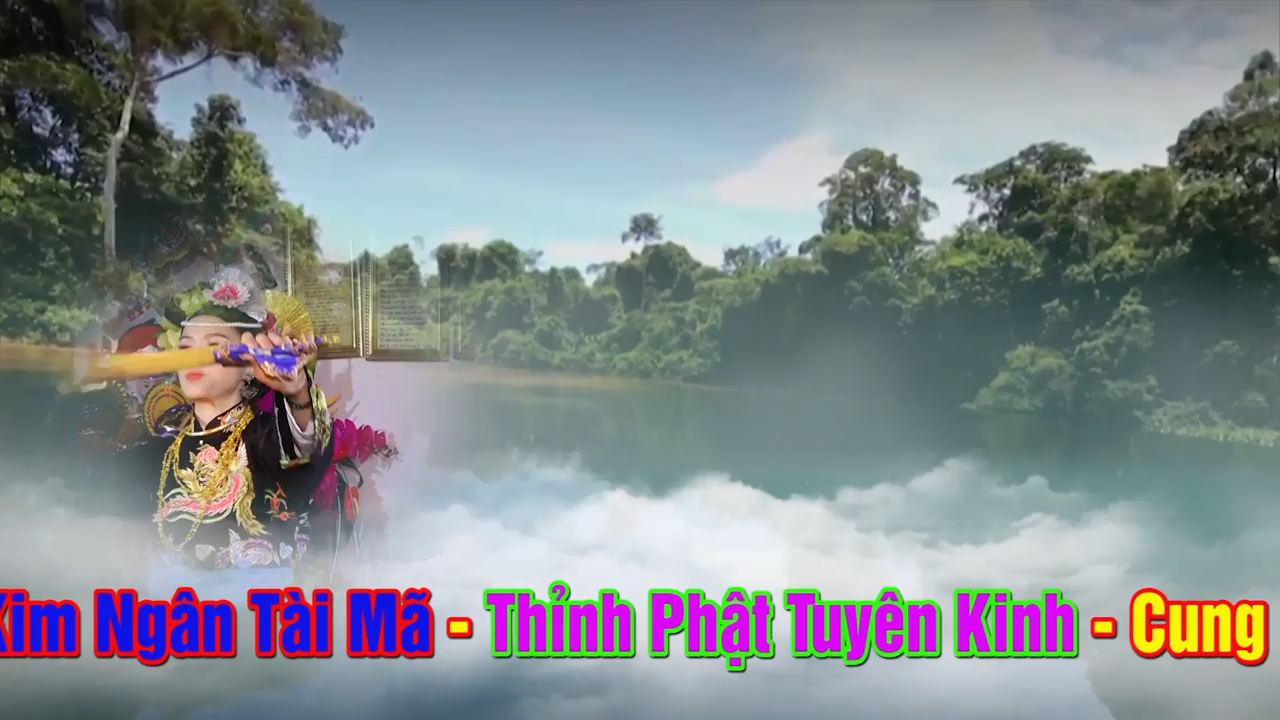 Kim Ngân Tài Mã - Thỉnh Phật Tuyên Kinh - Cung